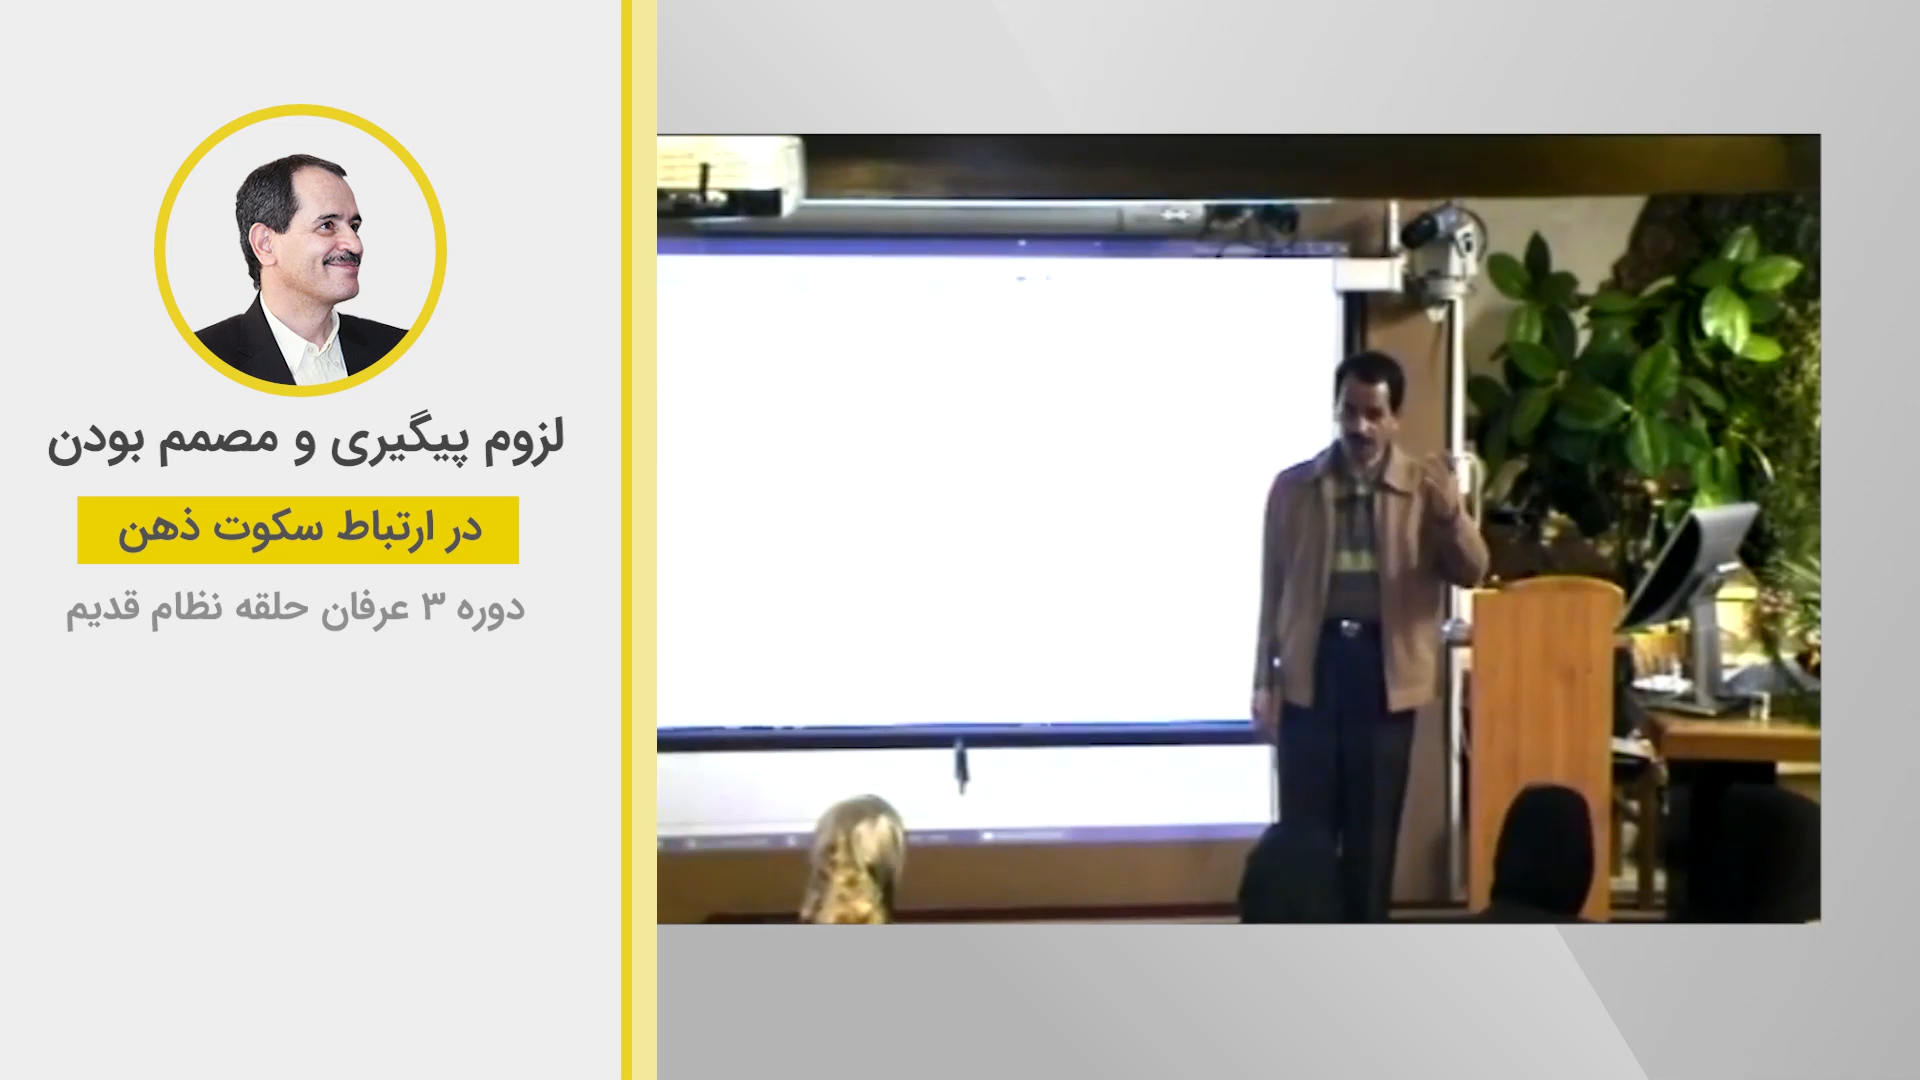 لزوم پیگیری و مصمم بودن
در ارتباط سکوت ذهن
دوره ۳ عرفان حلقه نظام قدیم